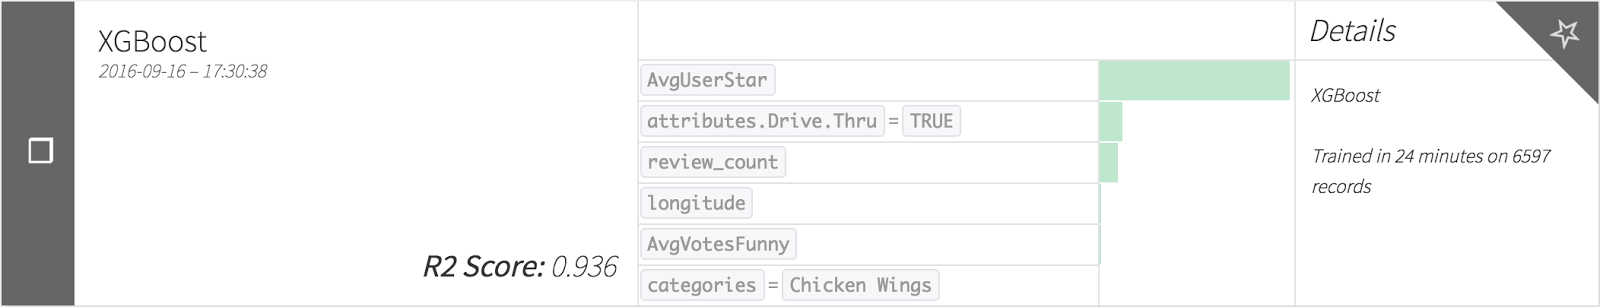 XGBoost
2016-09-16 – 17:30:38
R2 Score: 0.936
AvgUserStar
attributes.Drive.Thru = TRUE
review_count
longitude
AvgVotesFunny
categories = Chicken Wings
Details
XGBoost
Trained in 24 minutes on 6597
records